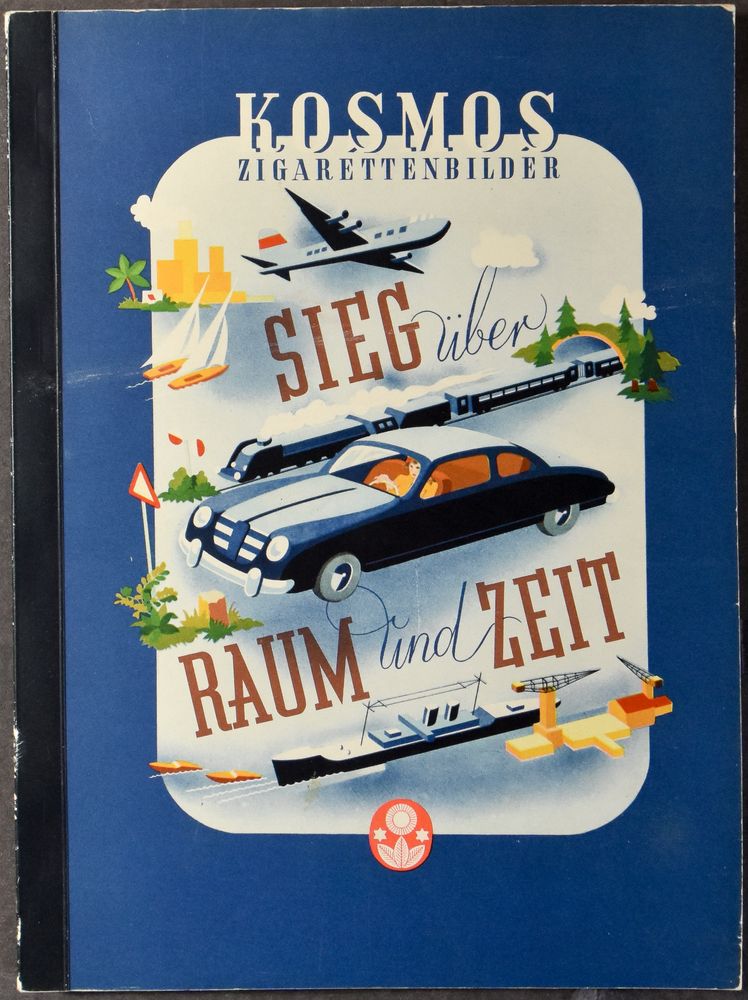 KOSMOS
ZIGARETTENBILDER
SIEG über
RAUM und ZEIT